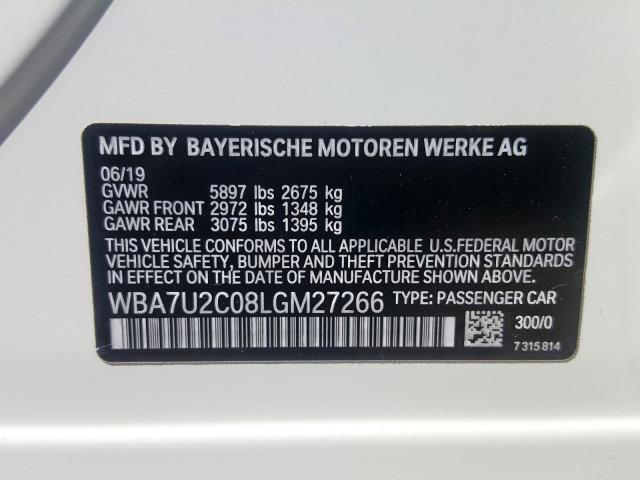 MFD BY BAYERISCHE MOTOREN WERKE AG
06/19
GVWR 5897 lbs 2675 kg
GAWR FRONT 2972 lbs 1348 kg
GAWR REAR 3075 lbs 1395 kg
THIS VEHICLE CONFORMS TO ALL APPLICABLE U.S.FEDERAL MOTOR
VEHICLE SAFETY, BUMPER AND THEFT PREVENTION STANDARDS
IN EFFECT ON THE DATE OF MANUFACTURE SHOWN ABOVE.
WBA7U2C08LGM27266 TYPE: PASSENGER CAR
300/0
7 315 814